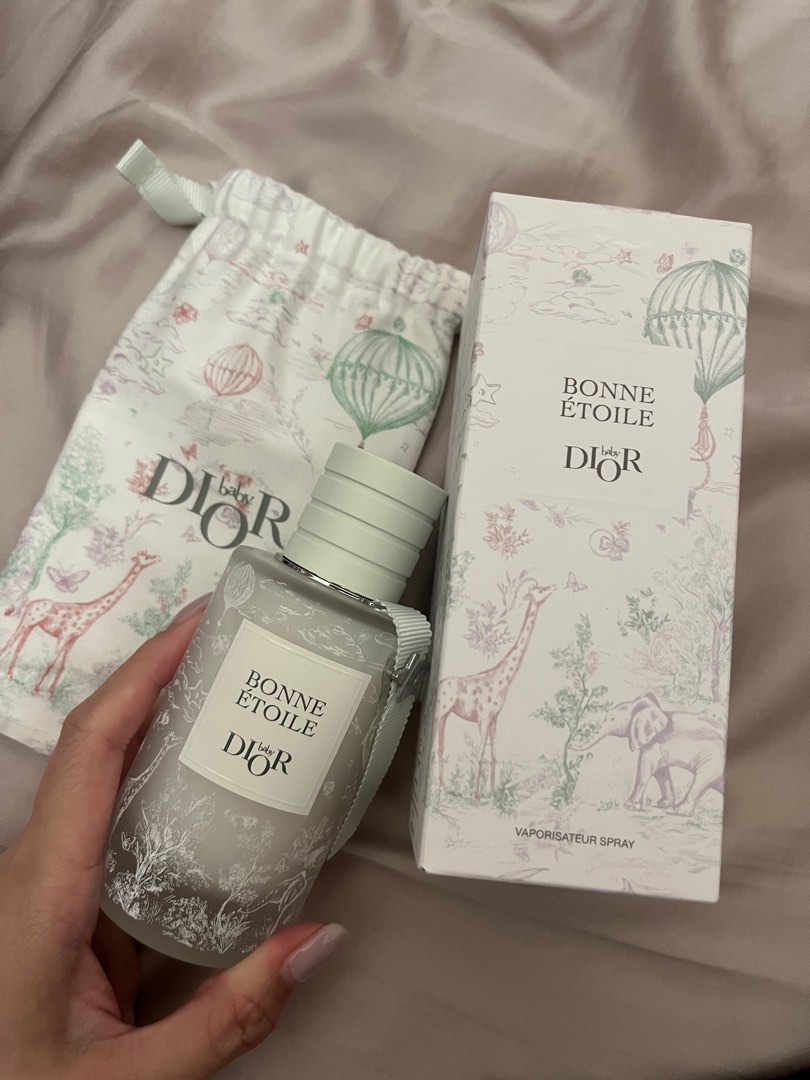 baby
DIOR
BONNE
ÉTOILE
baby
DIOR
VAPORISATEUR SPRAY
BONNE
ÉTOILE
baby
DIOR